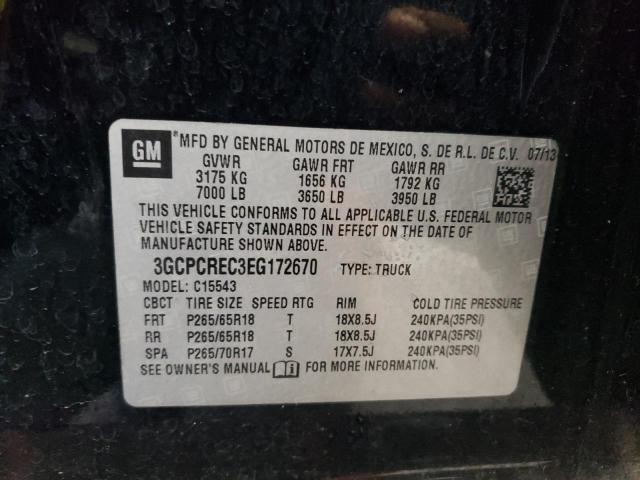 GM
*MFD BY GENERAL MOTORS DE MEXICO, S. DE R.L. DE C.V. 07/13
GVWR GAWR FRT GAWR RR
3175 KG 1656 KG 1792 KG
7000 LB 3650 LB 3950 LB
THIS VEHICLE CONFORMS TO ALL APPLICABLE U.S. FEDERAL MOTOR
VEHICLE SAFETY STANDARDS IN EFFECT ON THE DATE OF
MANUFACTURE SHOWN ABOVE.
3GCPCREC3EG172670 TYPE: TRUCK
MODEL: C15543
CBCT TIRE SIZE SPEED RTG RIM COLD TIRE PRESSURE
FRT P265/65R18 T 18X8.5J 240KPA(35PSI)
RR P265/65R18 T 18X8.5J 240KPA(35PSI)
SPA P265/70R17 S 17X7.5J 240KPA(35PSI)
SEE OWNER'S MANUAL i FOR MORE INFORMATION.